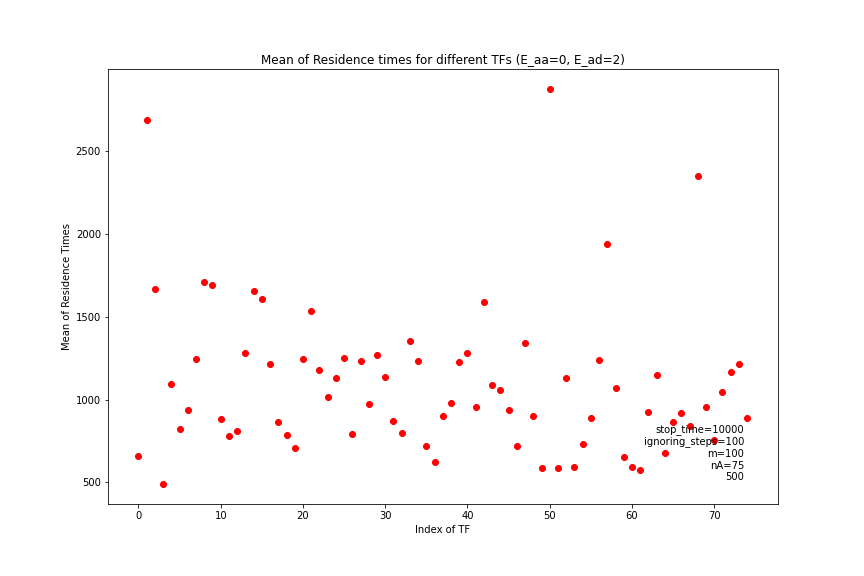 Mean of Residence times for different TFs (E_aa=0, E_ad=2)
Mean of Residence Times
2500
2000
1500
1000
500
stop_time=10000
ignoring_steps=100
m=100
nA=75
500
0
10
20
30
40
50
60
70
Index of TF